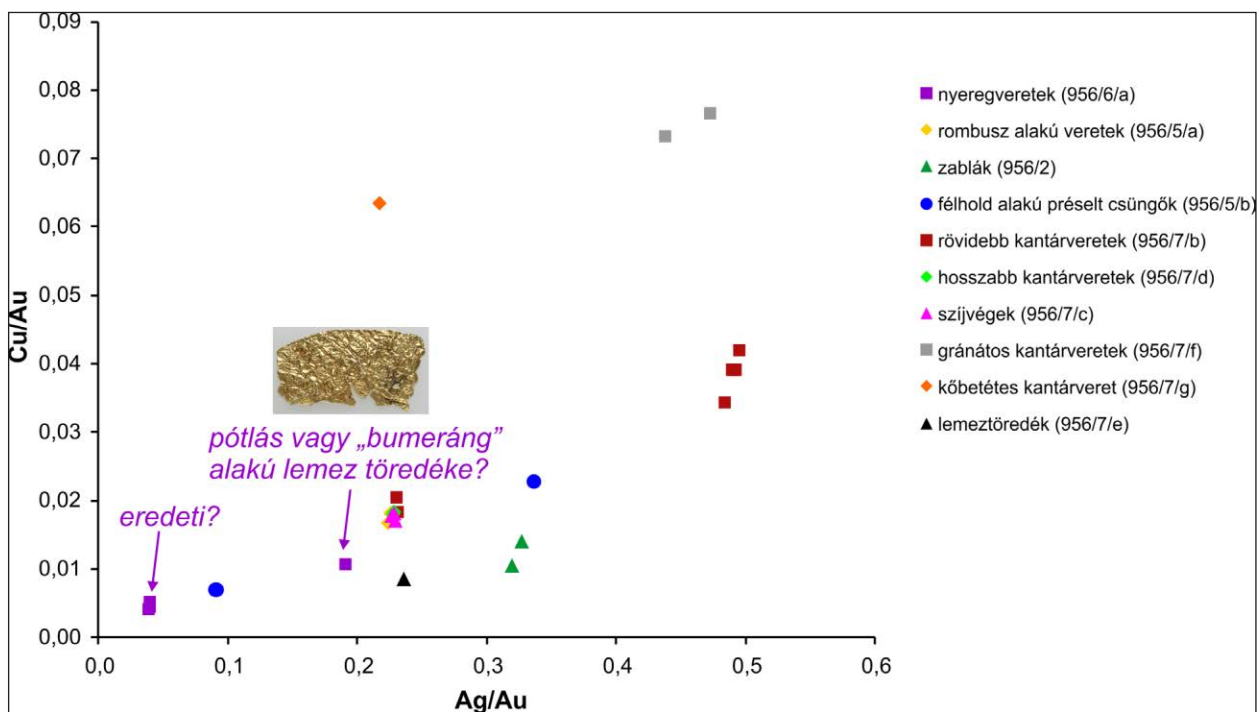 0,09
0,08
0,07
0,06
0,05
0,04
0,03
0,02
0,01
0,00
Cu/Au
0,0 0,1 0,2 0,3 0,4 0,5 0,6
Ag/Au
pótlás vagy „bumeráng”
alakú lemez töredéke?
eredeti?
nyeregveretek (956/6/a)
rombusz alakú veretek (956/5/a)
zablák (956/2)
félhold alakú préselt csüngők (956/5/b)
rövidebb kantárveretek (956/7/b)
hosszabb kantárveretek (956/7/d)
szíjvégek (956/7/c)
gránátos kantárveretek (956/7/f)
kőbetétes kantárveret (956/7/g)
lemeztöredék (956/7/e)